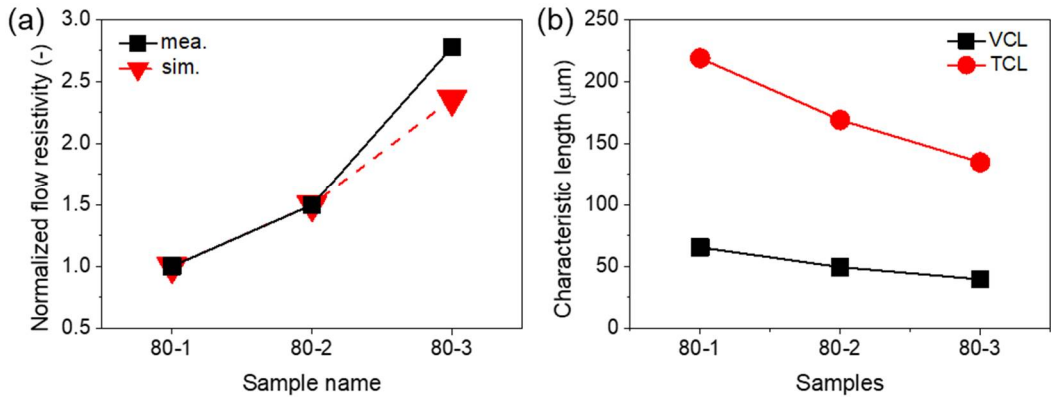 (a)
Normalized flow resistivity (-)
3.0
2.5
2.0
1.5
1.0
0.5
mea.
sim.
80-1 80-2 80-3
Sample name
(b)
Characteristic length (μm)
250
200
150
100
50
0
VCL
TCL
80-1 80-2 80-3
Samples